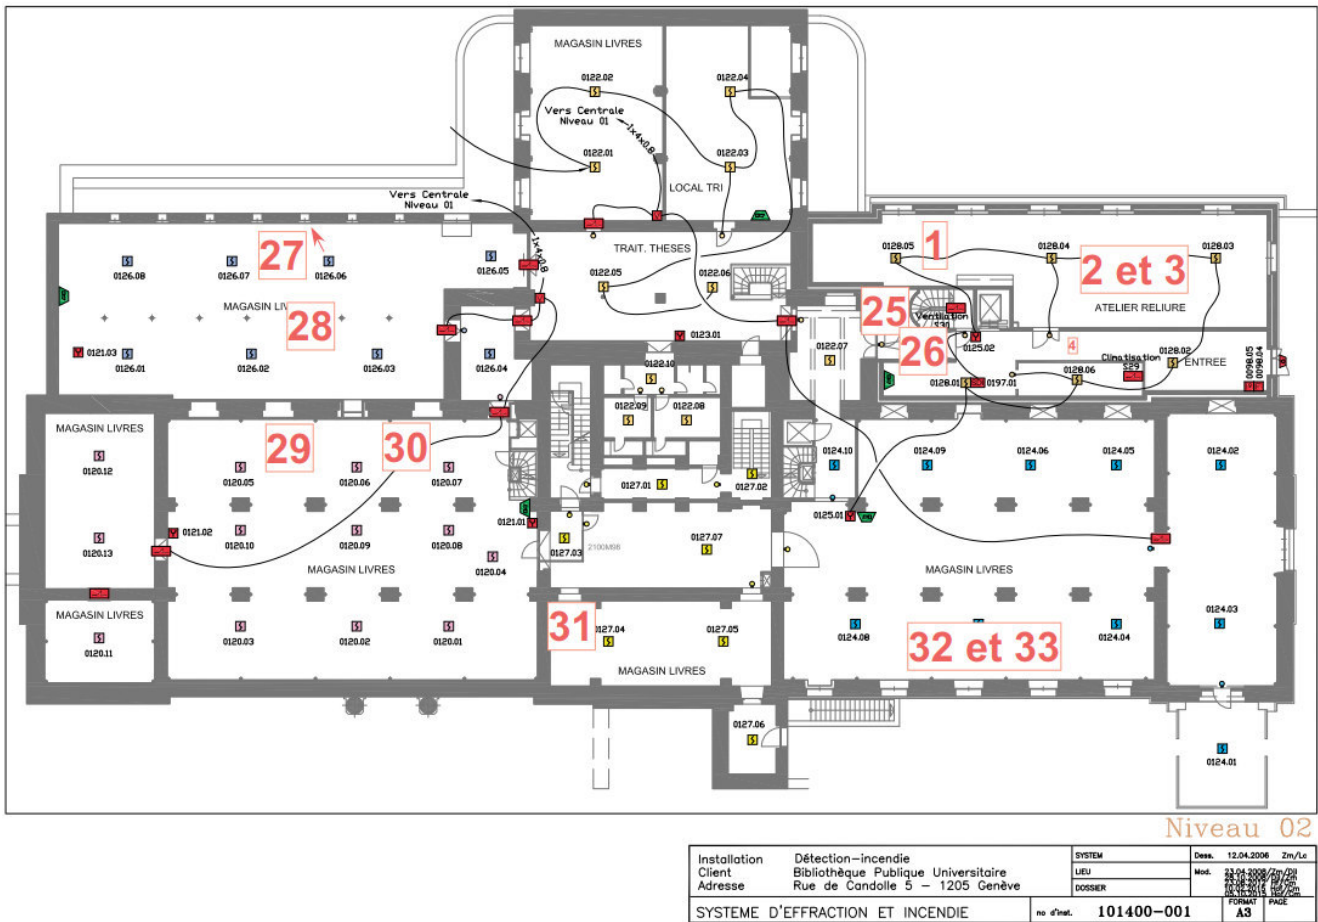 MAGASIN LIVRES
0122.02
0122.04
Vers Centrale
Niveau 01
1x4x0.8
0122.01
0122.03
LOCAL TRI
Vers Centrale
Niveau 01
1x4x0.8
TRAIT. THESES
27
0126.08
0126.07
0126.06
0126.05
0122.05
0122.06
1
0128.05
0128.04
0128.03
2 et 3
ATELIER RELIURE
MAGASIN
28
25
Ventilation
S30
26
0121.03
0126.01
0126.02
0126.03
0126.04
0123.01
0122.07
0125.02
4
Climatisation
S29
0128.02
ENTREE
0098.05
0098.04
0122.10
0128.01
0197.01
0128.06
0122.09
0122.08
MAGASIN LIVRES
29
30
0120.12
0120.05
0120.06
0120.07
0124.10
0124.09
0124.06
0124.05
0124.02
0127.01
0127.02
0121.02
0121.01
0125.01
0120.13
0120.10
0120.09
0120.08
0120.04
0127.03
2100M98
0127.07
MAGASIN LIVRES
MAGASIN LIVRES
MAGASIN LIVRES
0120.11
0120.03
0120.02
0120.01
31
0127.04
0127.05
MAGASIN LIVRES
0124.08
32 et 33
0124.04
0124.03
0127.06
0124.01
Niveau 02
Installation Détection-incendie
Client Bibliothèque Publique Universitaire
Adresse Rue de Candolle 5 - 1205 Genève
SYSTEME D'EFFRACTION ET INCENDIE
SYSTEM
LIEU
DOSSIER
no d'inst. 101400-001
Dess. 12.04.2006 Zm/Lc
Mod.
FORMAT PAGE
A3